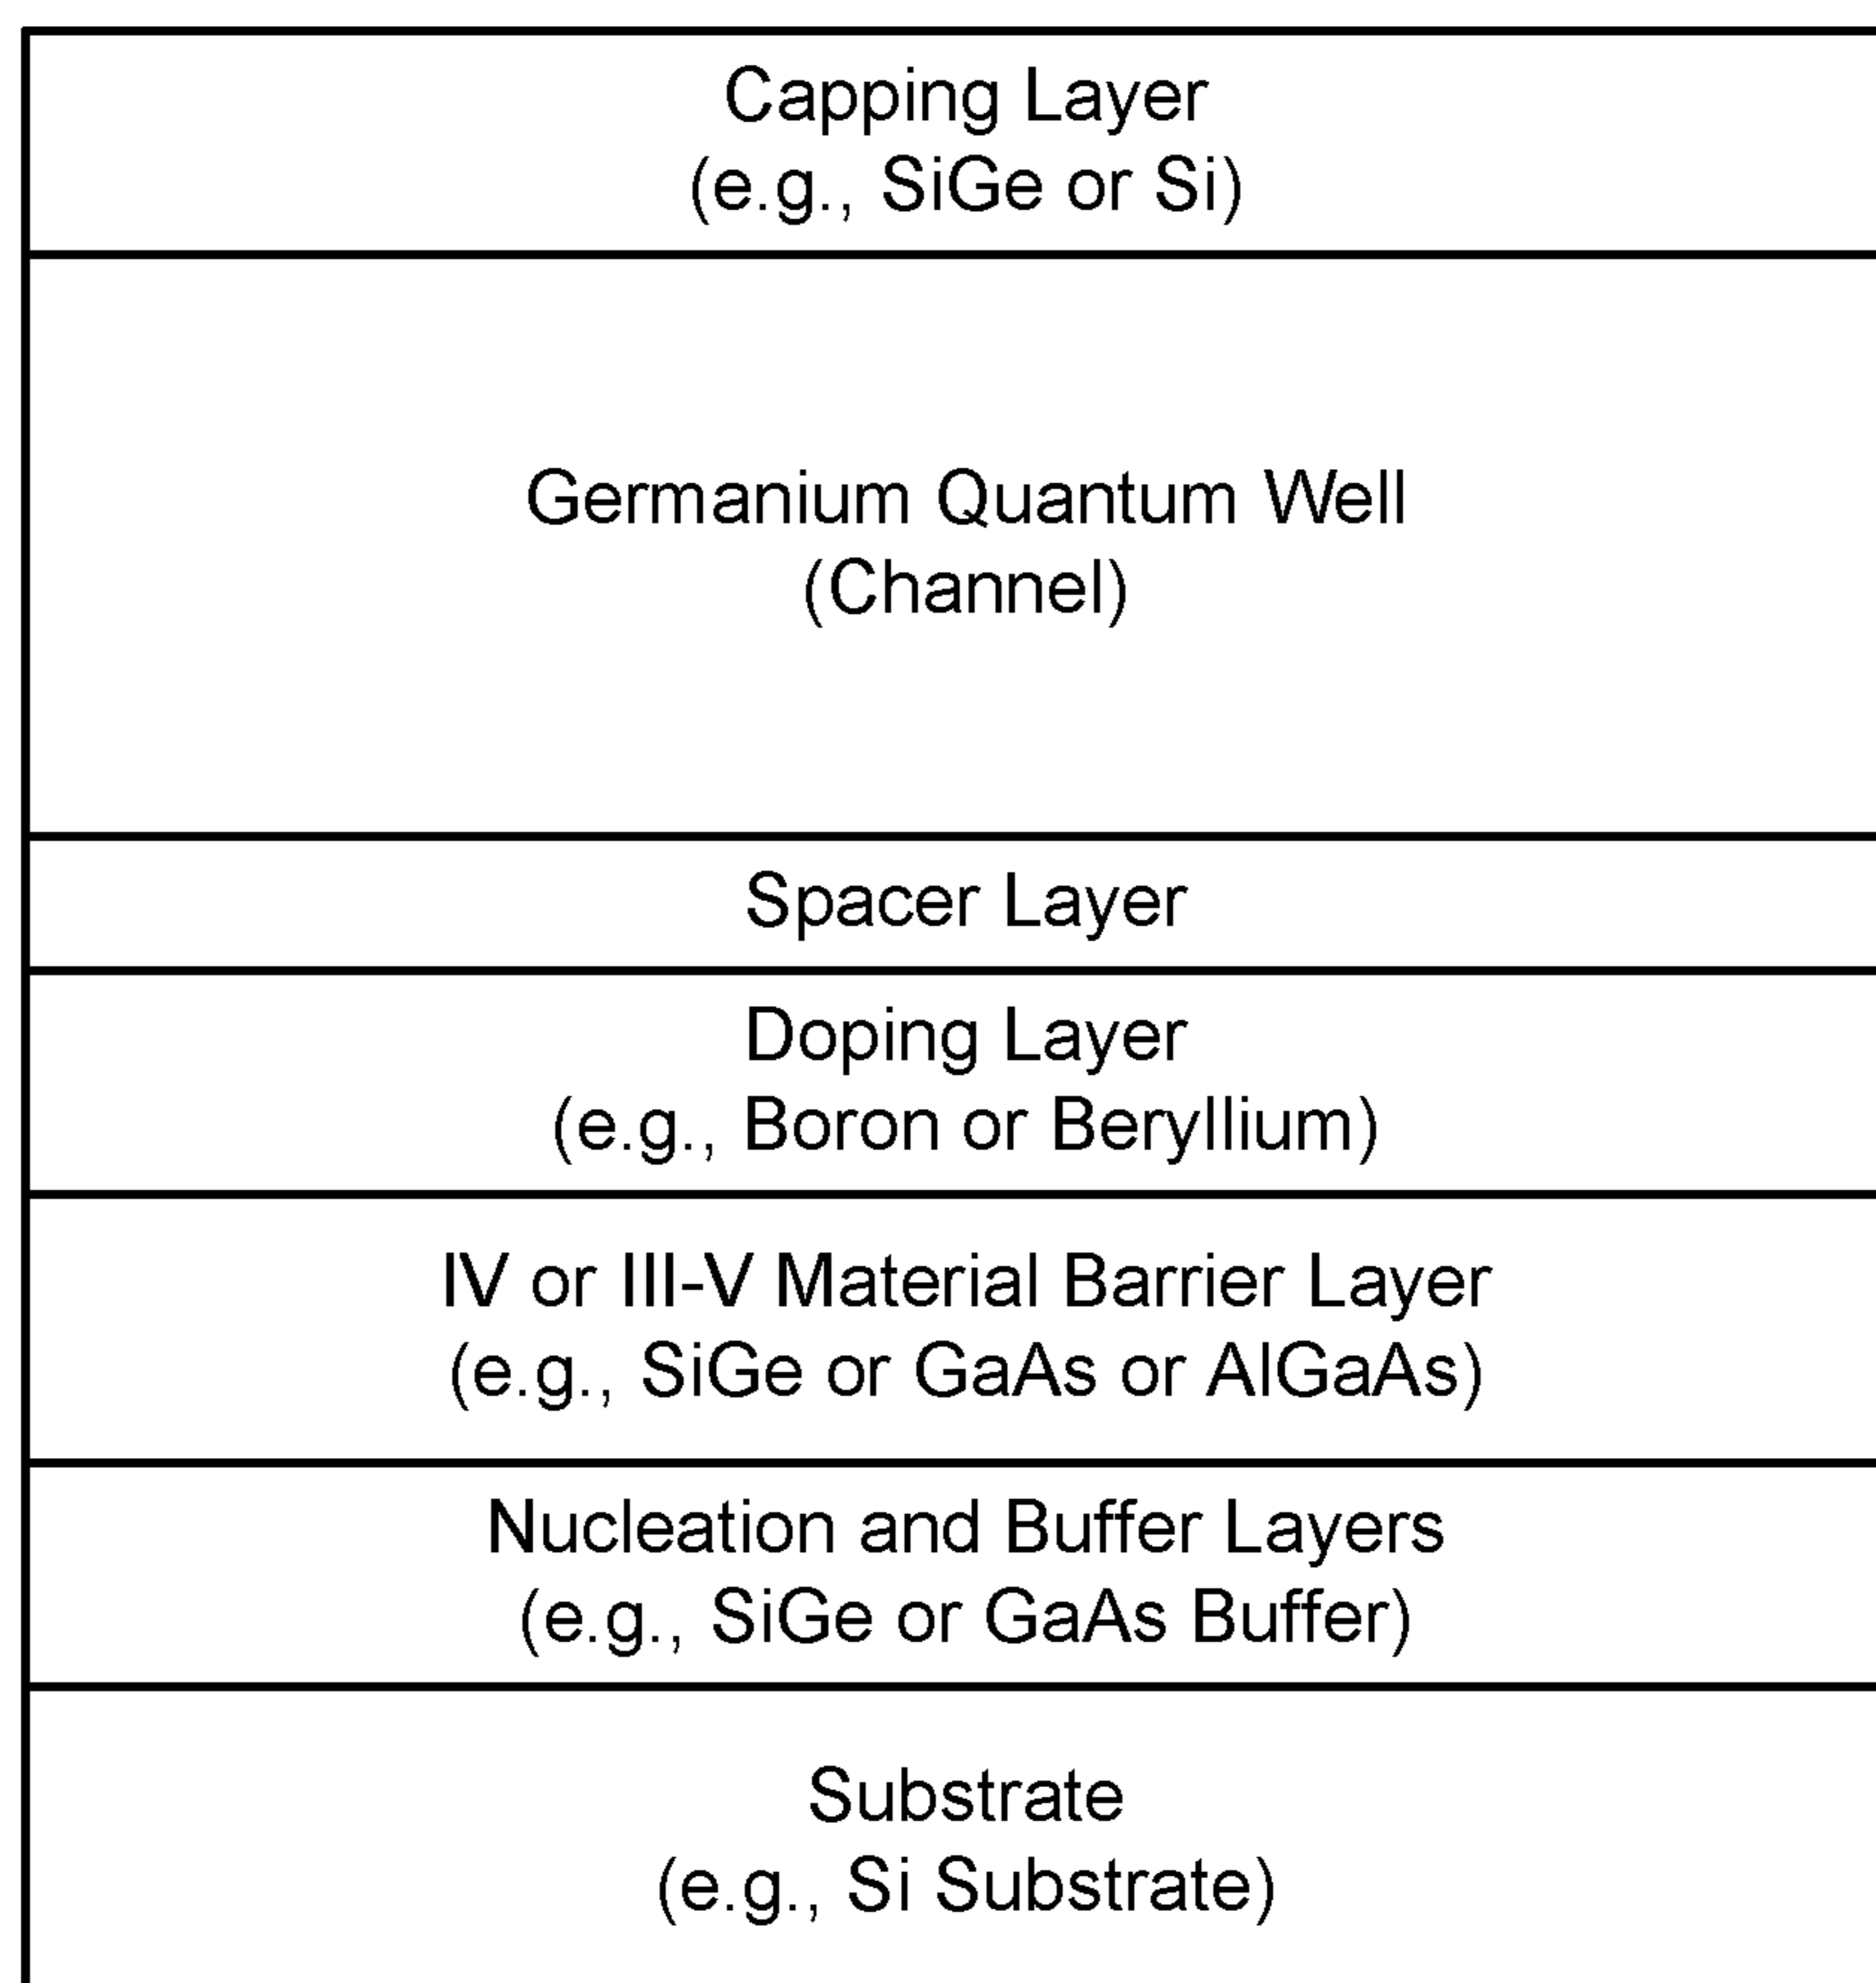 Capping Layer
(e.g., SiGe or Si)
Germanium Quantum Well
(Channel)
Spacer Layer
Doping Layer
(e.g., Boron or Beryllium)
IV or III-V Material Barrier Layer
(e.g., SiGe or GaAs or AlGaAs)
Nucleation and Buffer Layers
(e.g., SiGe or GaAs Buffer)
Substrate
(e.g., Si Substrate)